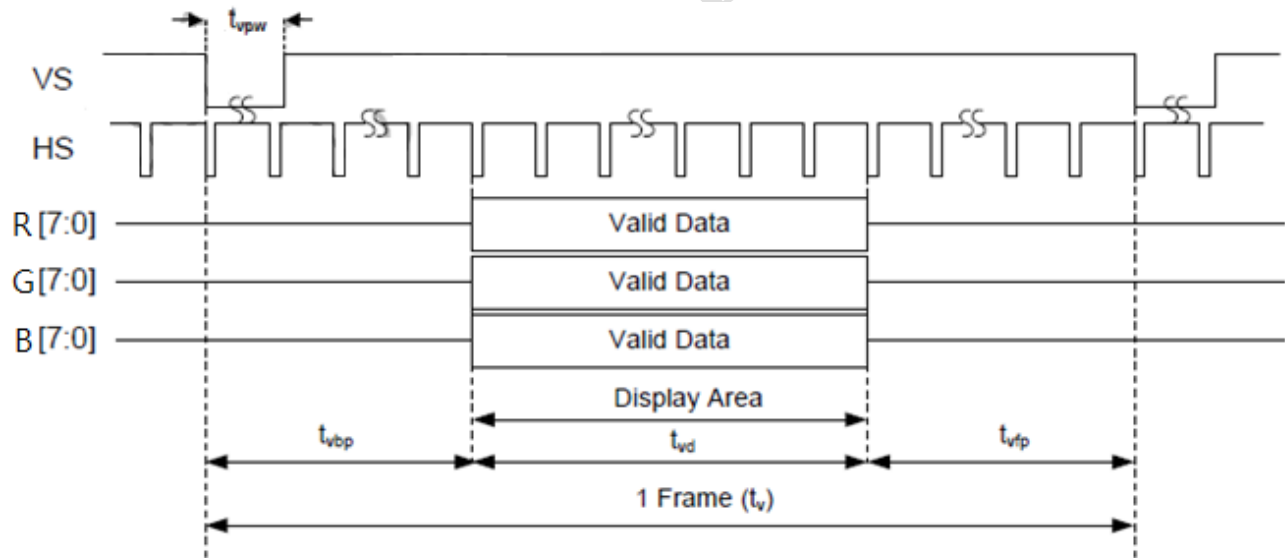 tvpw
VS
HS
R[7:0] Valid Data
G[7:0] Valid Data
B[7:0] Valid Data
Display Area
tvbp tvd tvfp
1 Frame (tv)